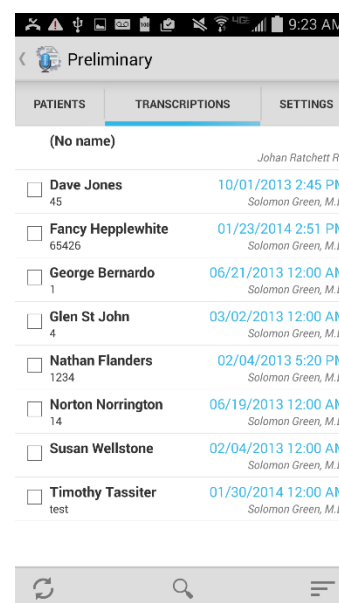 100 4G 9:23 AM
Preliminary
PATIENTS TRANSCRIPTIONS SETTINGS
(No name)
Johan Ratchett R
Dave Jones 10/01/2013 2:45 PM
45 Solomon Green, M.
Fancy Hepplewhite 01/23/2014 2:51 PM
65426 Solomon Green, M.
George Bernardo 06/21/2013 12:00 AM
1 Solomon Green, M.
Glen St John 03/02/2013 12:00 AM
4 Solomon Green, M.
Nathan Flanders 02/04/2013 5:20 PM
1234 Solomon Green, M.
Norton Norrington 06/19/2013 12:00 AM
14 Solomon Green, M.
Susan Wellstone 02/04/2013 12:00 AM
Solomon Green, M.
Timothy Tassiter 01/30/2014 12:00 AM
test Solomon Green, M.